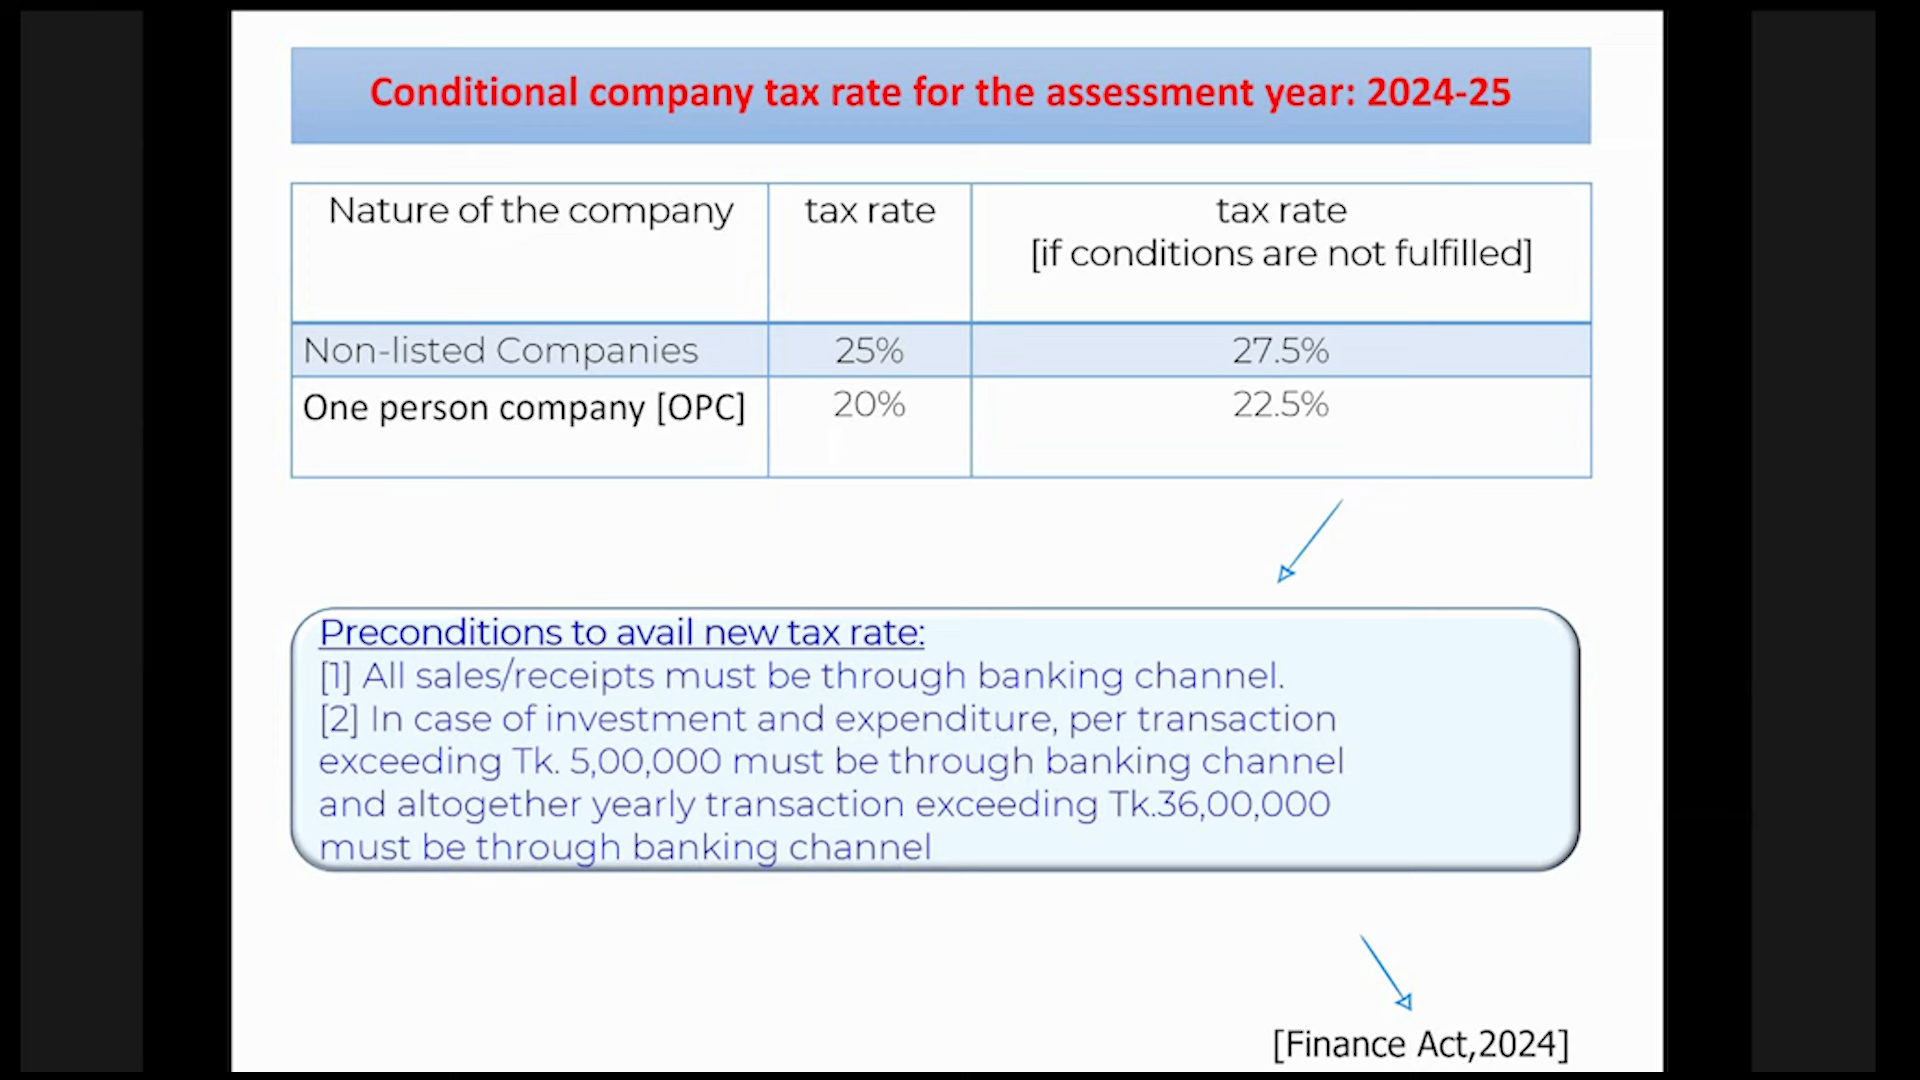 Conditional company tax rate for the assessment year: 2024-25
Nature of the company
tax rate
tax rate
[if conditions are not fulfilled]
Non-listed Companies
25%
27.5%
One person company [OPC]
20%
22.5%
Preconditions to avail new tax rate:
[1] All sales/receipts must be through banking channel.
[2] In case of investment and expenditure, per transaction
exceeding Tk. 5,00,000 must be through banking channel
and altogether yearly transaction exceeding Tk.36,00,000
must be through banking channel
[Finance Act,2024]